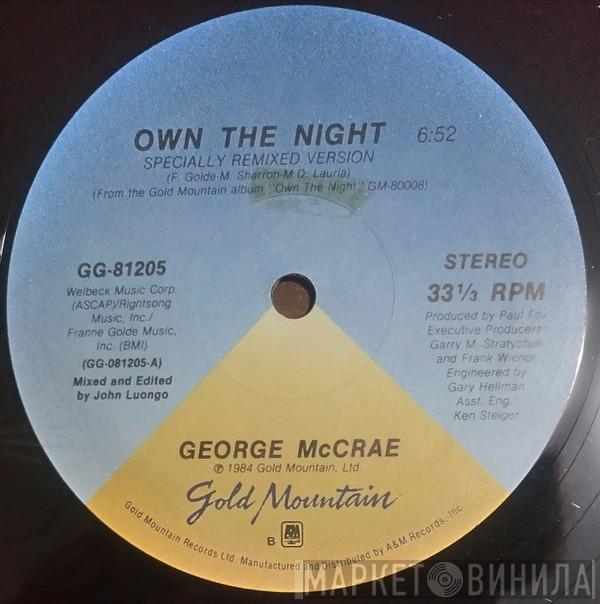 OWN THE NIGHT 6:52
SPECIALLY REMIXED VERSION
(F. Golde-M. Sharron-M.D. Lauria)
(From the Gold Mountain album "Own The Night" GM-80008)
GG-81205
Welbeck Music Corp.
(ASCAP)/Rightsong
Music, Inc./
Franne Golde Music,
Inc. (BMI)
(GG-081205-A)
Mixed and Edited
by John Luongo
STEREO
33 1/3 RPM
Produced by Paul Fox
Executive Producers
Garry M. Stratychuk
and Frank Wiener
Engineered by
Gary Hellman
Asst. Eng.
Ken Steiger
GEORGE McCRAE
℗ 1984 Gold Mountain, Ltd.
Gold Mountain
B A&M
Gold Mountain Records Ltd. Manufactured and Distributed by A&M Records, Inc.
МАРКЕТ ВИНИЛА